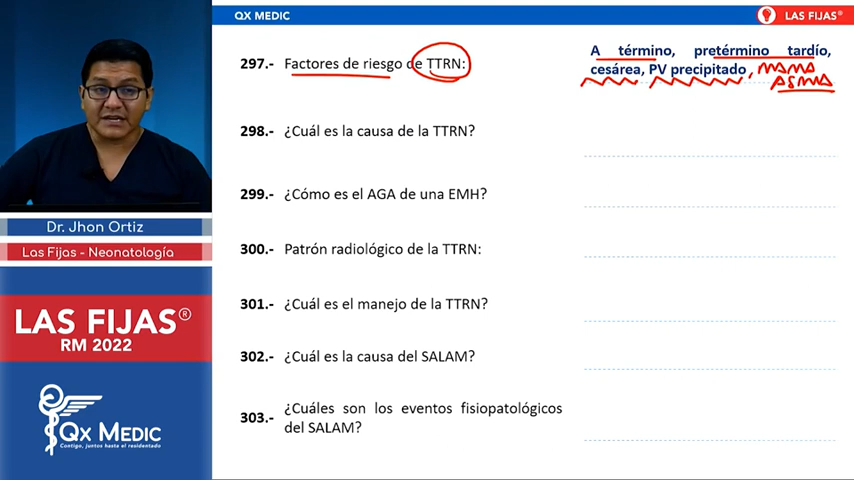 QX MEDIC
LAS FIJAS®
297.- Factores de riesgo de TTRN:
A término, pretérmino tardío,
cesárea, PV precipitado, MAMA
ASMA
298.- ¿Cuál es la causa de la TTRN?
299.- ¿Cómo es el AGA de una EMH?
300.- Patrón radiológico de la TTRN:
301.- ¿Cuál es el manejo de la TTRN?
302.- ¿Cuál es la causa del SALAM?
303.- ¿Cuáles son los eventos fisiopatológicos
del SALAM?
Dr. Jhon Ortiz
Las Fijas - Neonatología
LAS FIJAS®
RM 2022
QX MEDIC
Contigo, juntos hasta el residentado